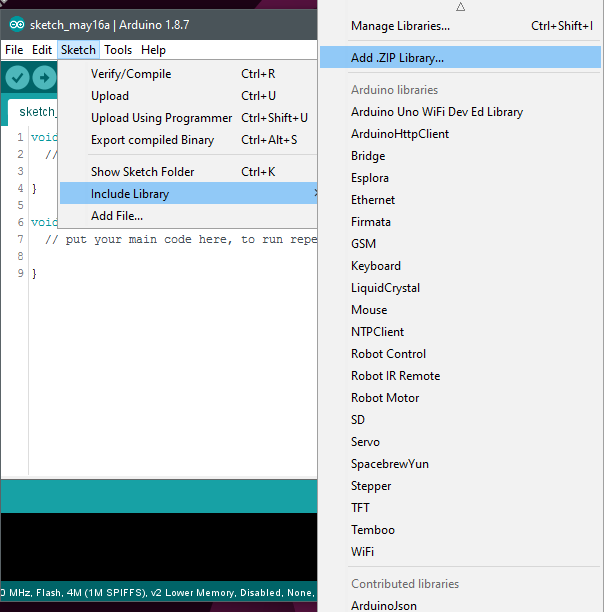 sketch_may16a | Arduino 1.8.7
File Edit Sketch Tools Help
Verify/Compile Ctrl+R
Upload Ctrl+U
Upload Using Programmer Ctrl+Shift+U
Export compiled Binary Ctrl+Alt+S
Show Sketch Folder Ctrl+K
Include Library
Add File...
sketch_
1 void
2 //
3
4 }
5
6 void
7 // put your main code here, to run repe
8
9 }
0 MHz, Flash, 4M (1M SPIFFS), v2 Lower Memory, Disabled, None,
Manage Libraries... Ctrl+Shift+I
Add .ZIP Library...
Arduino libraries
Arduino Uno WiFi Dev Ed Library
ArduinoHttpClient
Bridge
Esplora
Ethernet
Firmata
GSM
Keyboard
LiquidCrystal
Mouse
NTPClient
Robot Control
Robot IR Remote
Robot Motor
SD
Servo
SpacebrewYun
Stepper
TFT
Temboo
WiFi
Contributed libraries
ArduinoJson